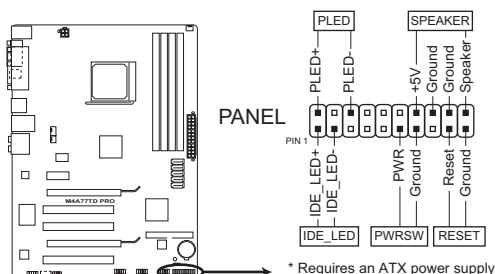 PLED
SPEAKER
PLED+
PLED-
+5V
Ground
Ground
Speaker
PANEL
PIN 1
IDE_LED+
IDE_LED-
PWR
Ground
Reset
Ground
IDE_LED
PWRSW
RESET
M4A77TD PRO
* Requires an ATX power supply